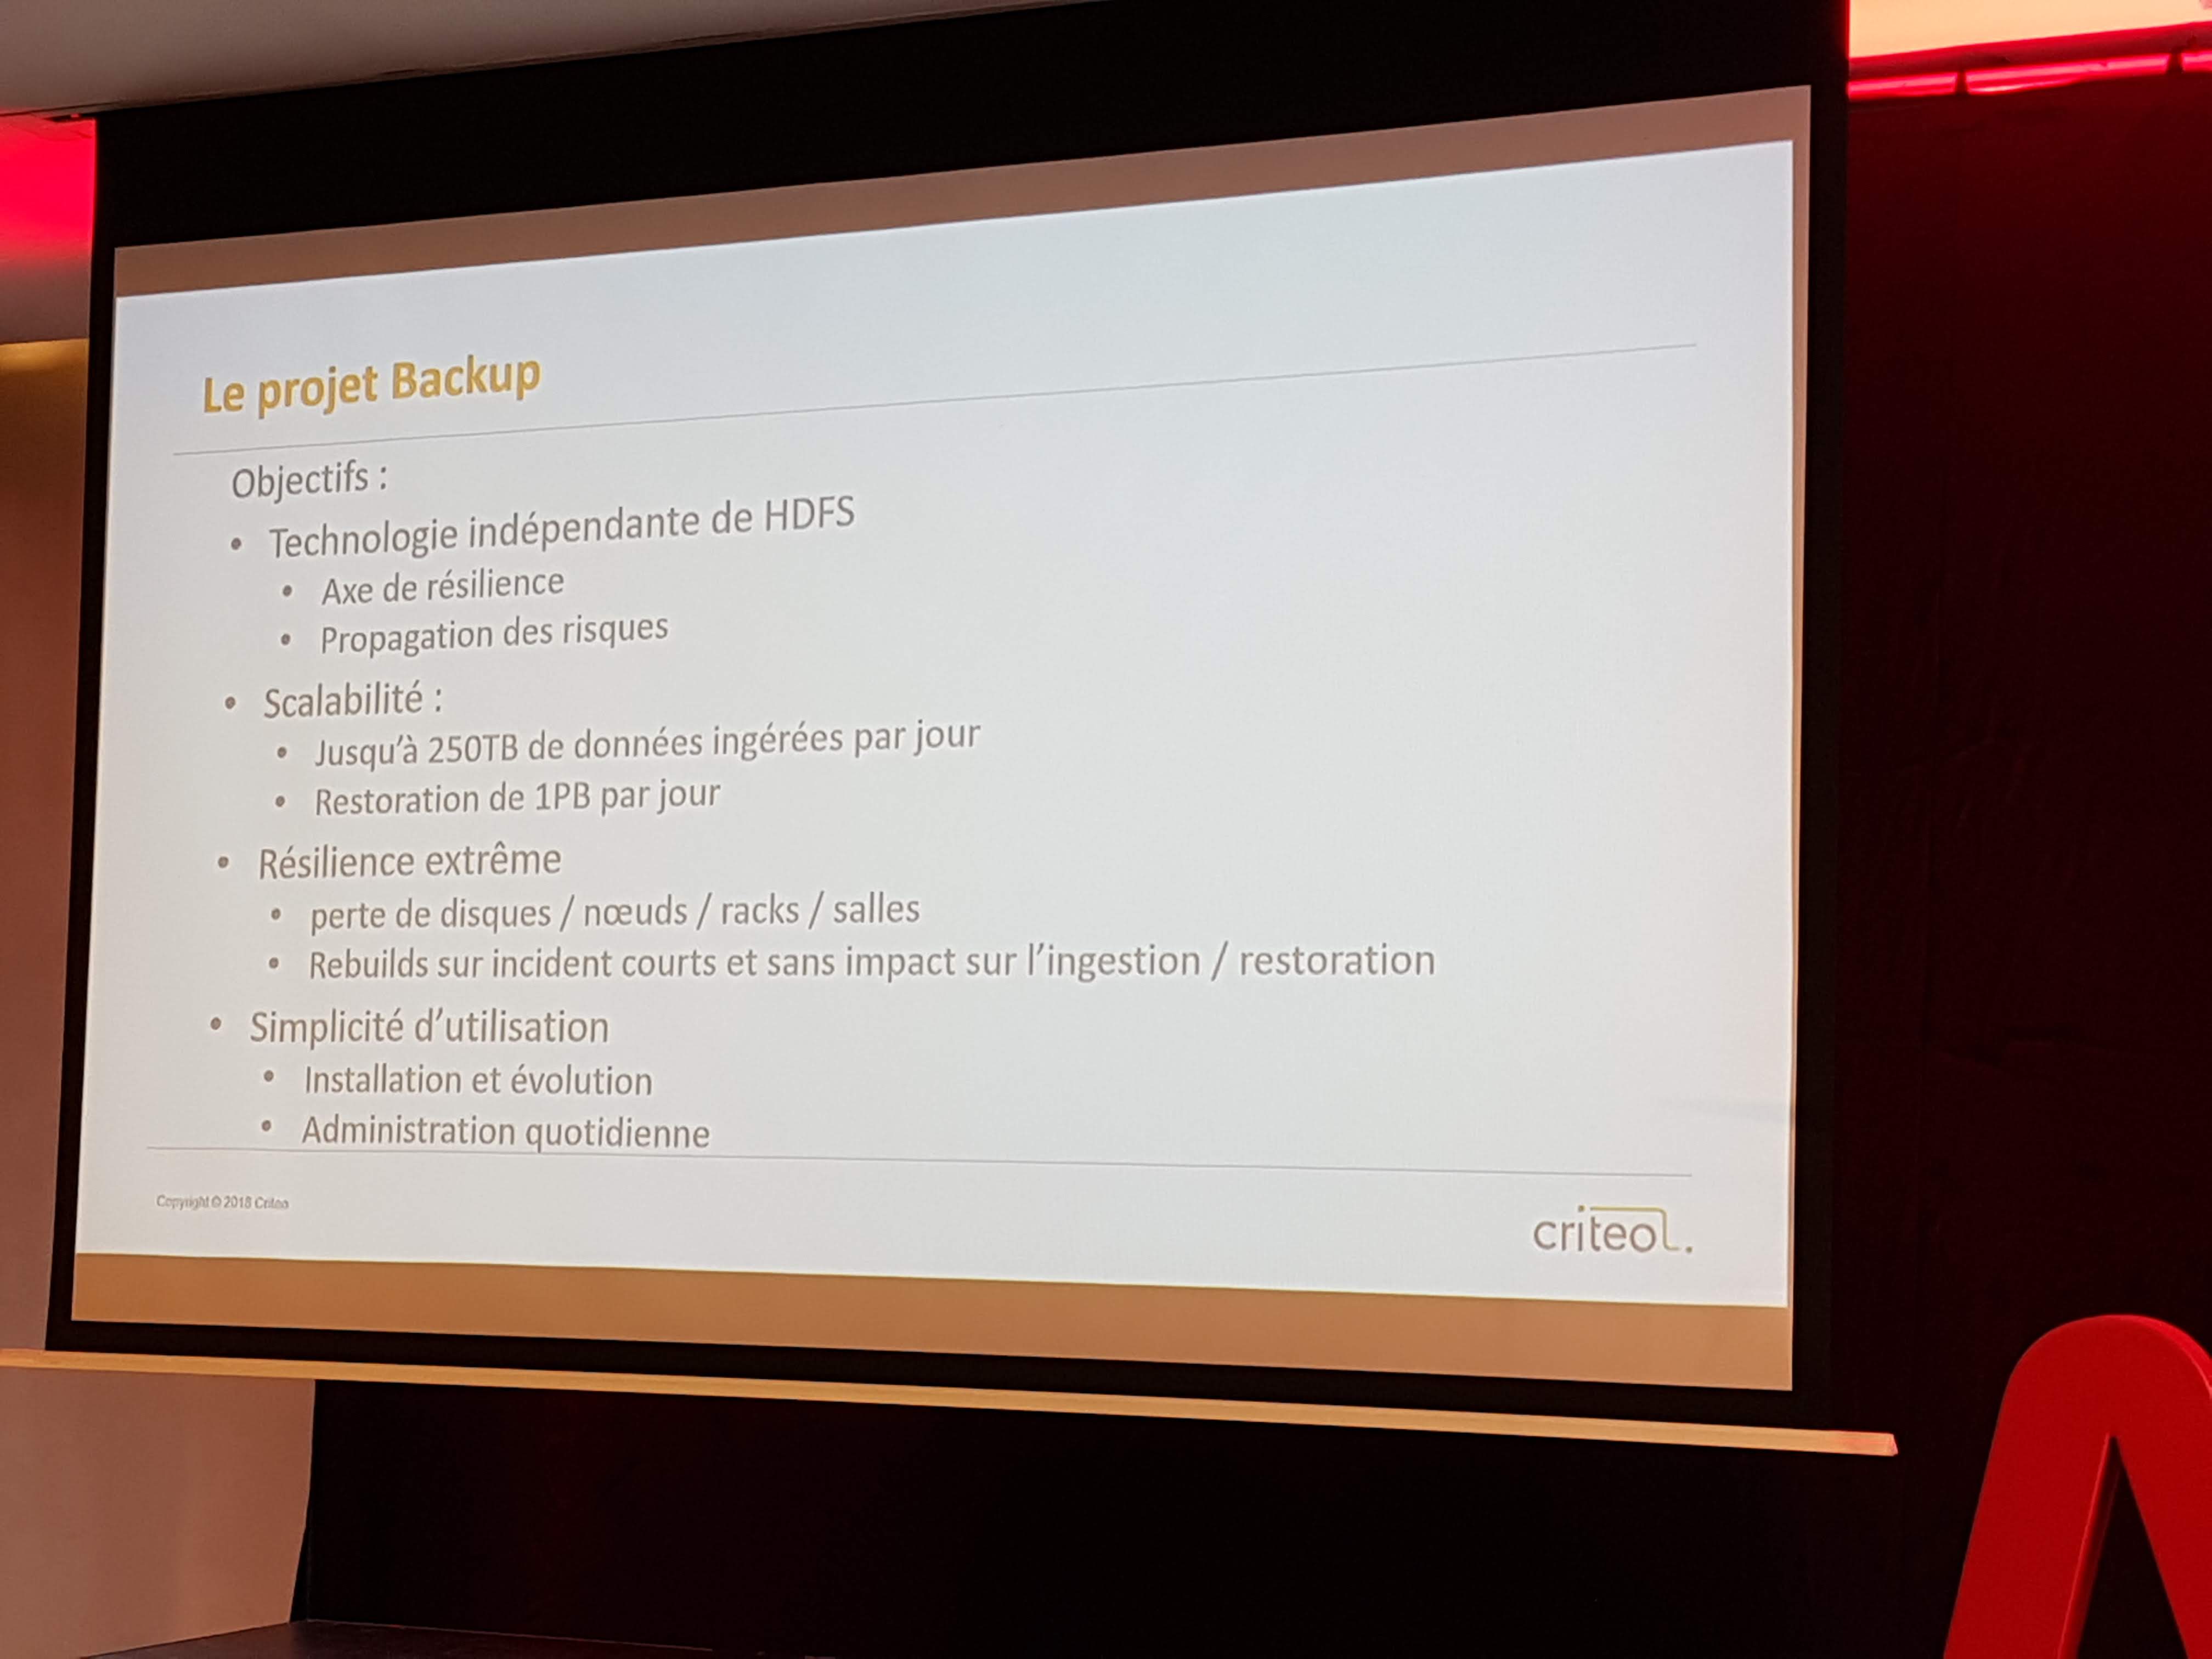 Le projet Backup
Objectifs :
• Technologie indépendante de HDFS
• Axe de résilience
• Propagation des risques
• Scalabilité :
• Jusqu'à 250TB de données ingérées par jour
• Restoration de 1PB par jour
• Résilience extrême
• perte de disques / nœuds / racks / salles
• Rebuilds sur incident courts et sans impact sur l'ingestion / restoration
• Simplicité d'utilisation
• Installation et évolution
• Administration quotidienne
Copyright © 2018 Criteo
criteol.